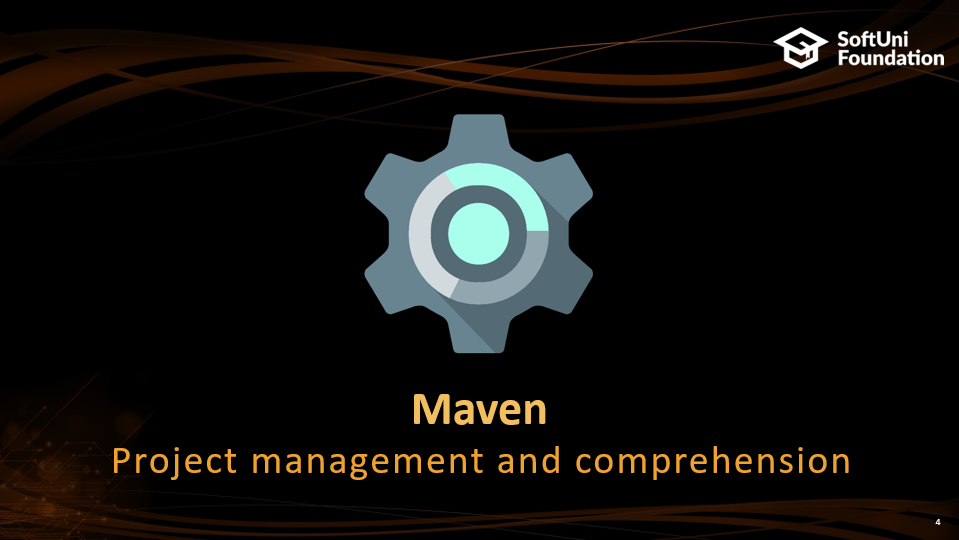 SoftUni
Foundation
Maven
Project management and comprehension
4